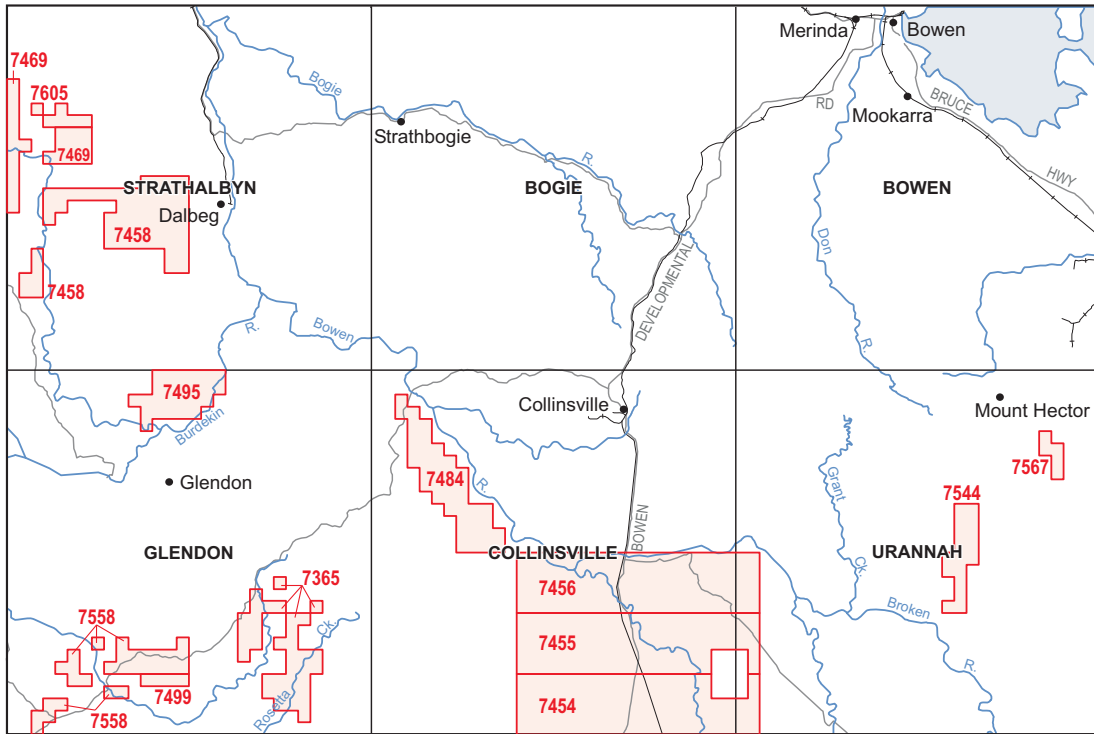 Merinda
Bowen
7469
Bogie
7605
RD
BRUCE
Mookarra
Strathbogie
7469
R.
HWY
STRATHALBYN
BOGIE
BOWEN
Dalbeg
7458
Don
DEVELOPMENTAL
7458
R.
Bowen
R.
R.
7495
Collinsville
Mount Hector
Burdekin
7484
7567
Glendon
R.
Grant
7544
BOWEN
GLENDON
COLLINSVILLE
URANNAH
Ck.
7365
7456
Broken
7558
Ck.
7455
R.
7499
7558
Rosetta
7454